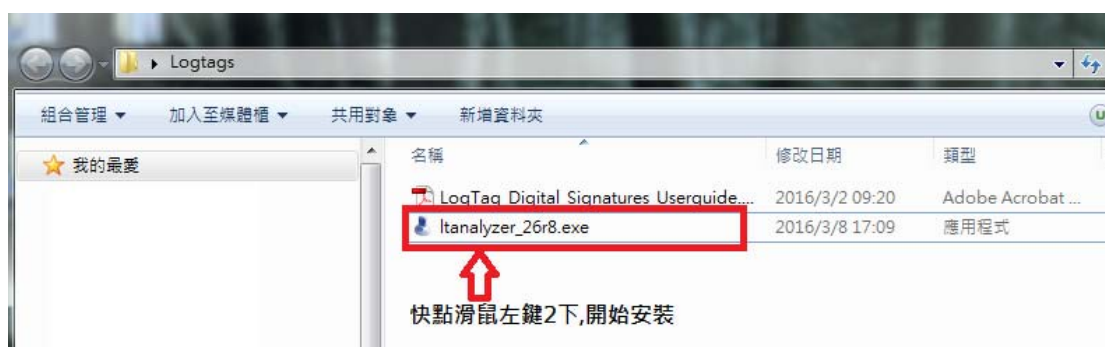 Logtags
組合管理 加入至媒體櫃 共用對象 新增資料夾
我的最愛 名稱 修改日期 類型
LogTag Digital Signatures Userguide.... 2016/3/2 09:20 Adobe Acrobat ...
ltanalyzer_26r8.exe 2016/3/8 17:09 應用程式
快點滑鼠左鍵2下,開始安裝